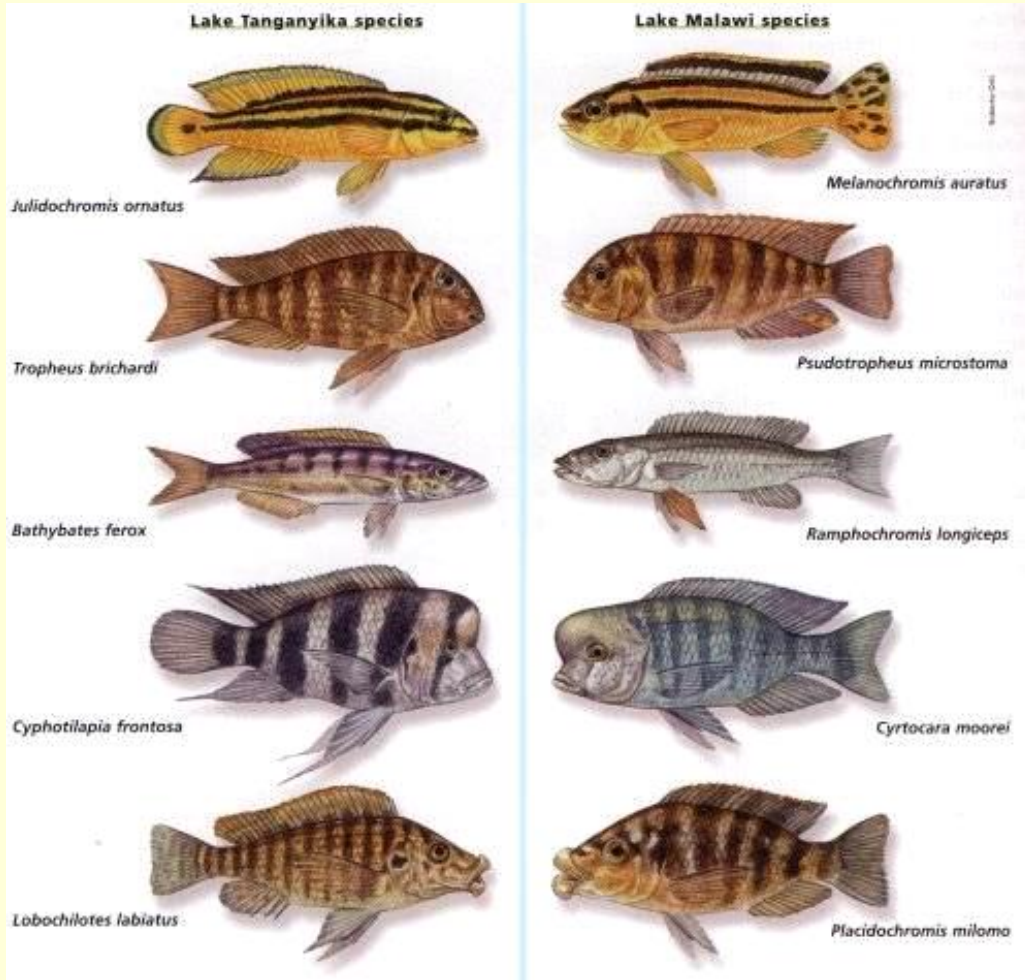 Lake Tanganyika species
Lake Malawi species
Julidochromis ornatus
Melanochromis auratus
Tropheus brichardi
Psudotropheus microstoma
Bathybates ferox
Ramphochromis longiceps
Cyphotilapia frontosa
Cyrtocara moorei
Lobochilotes labiatus
Placidochromis milomo